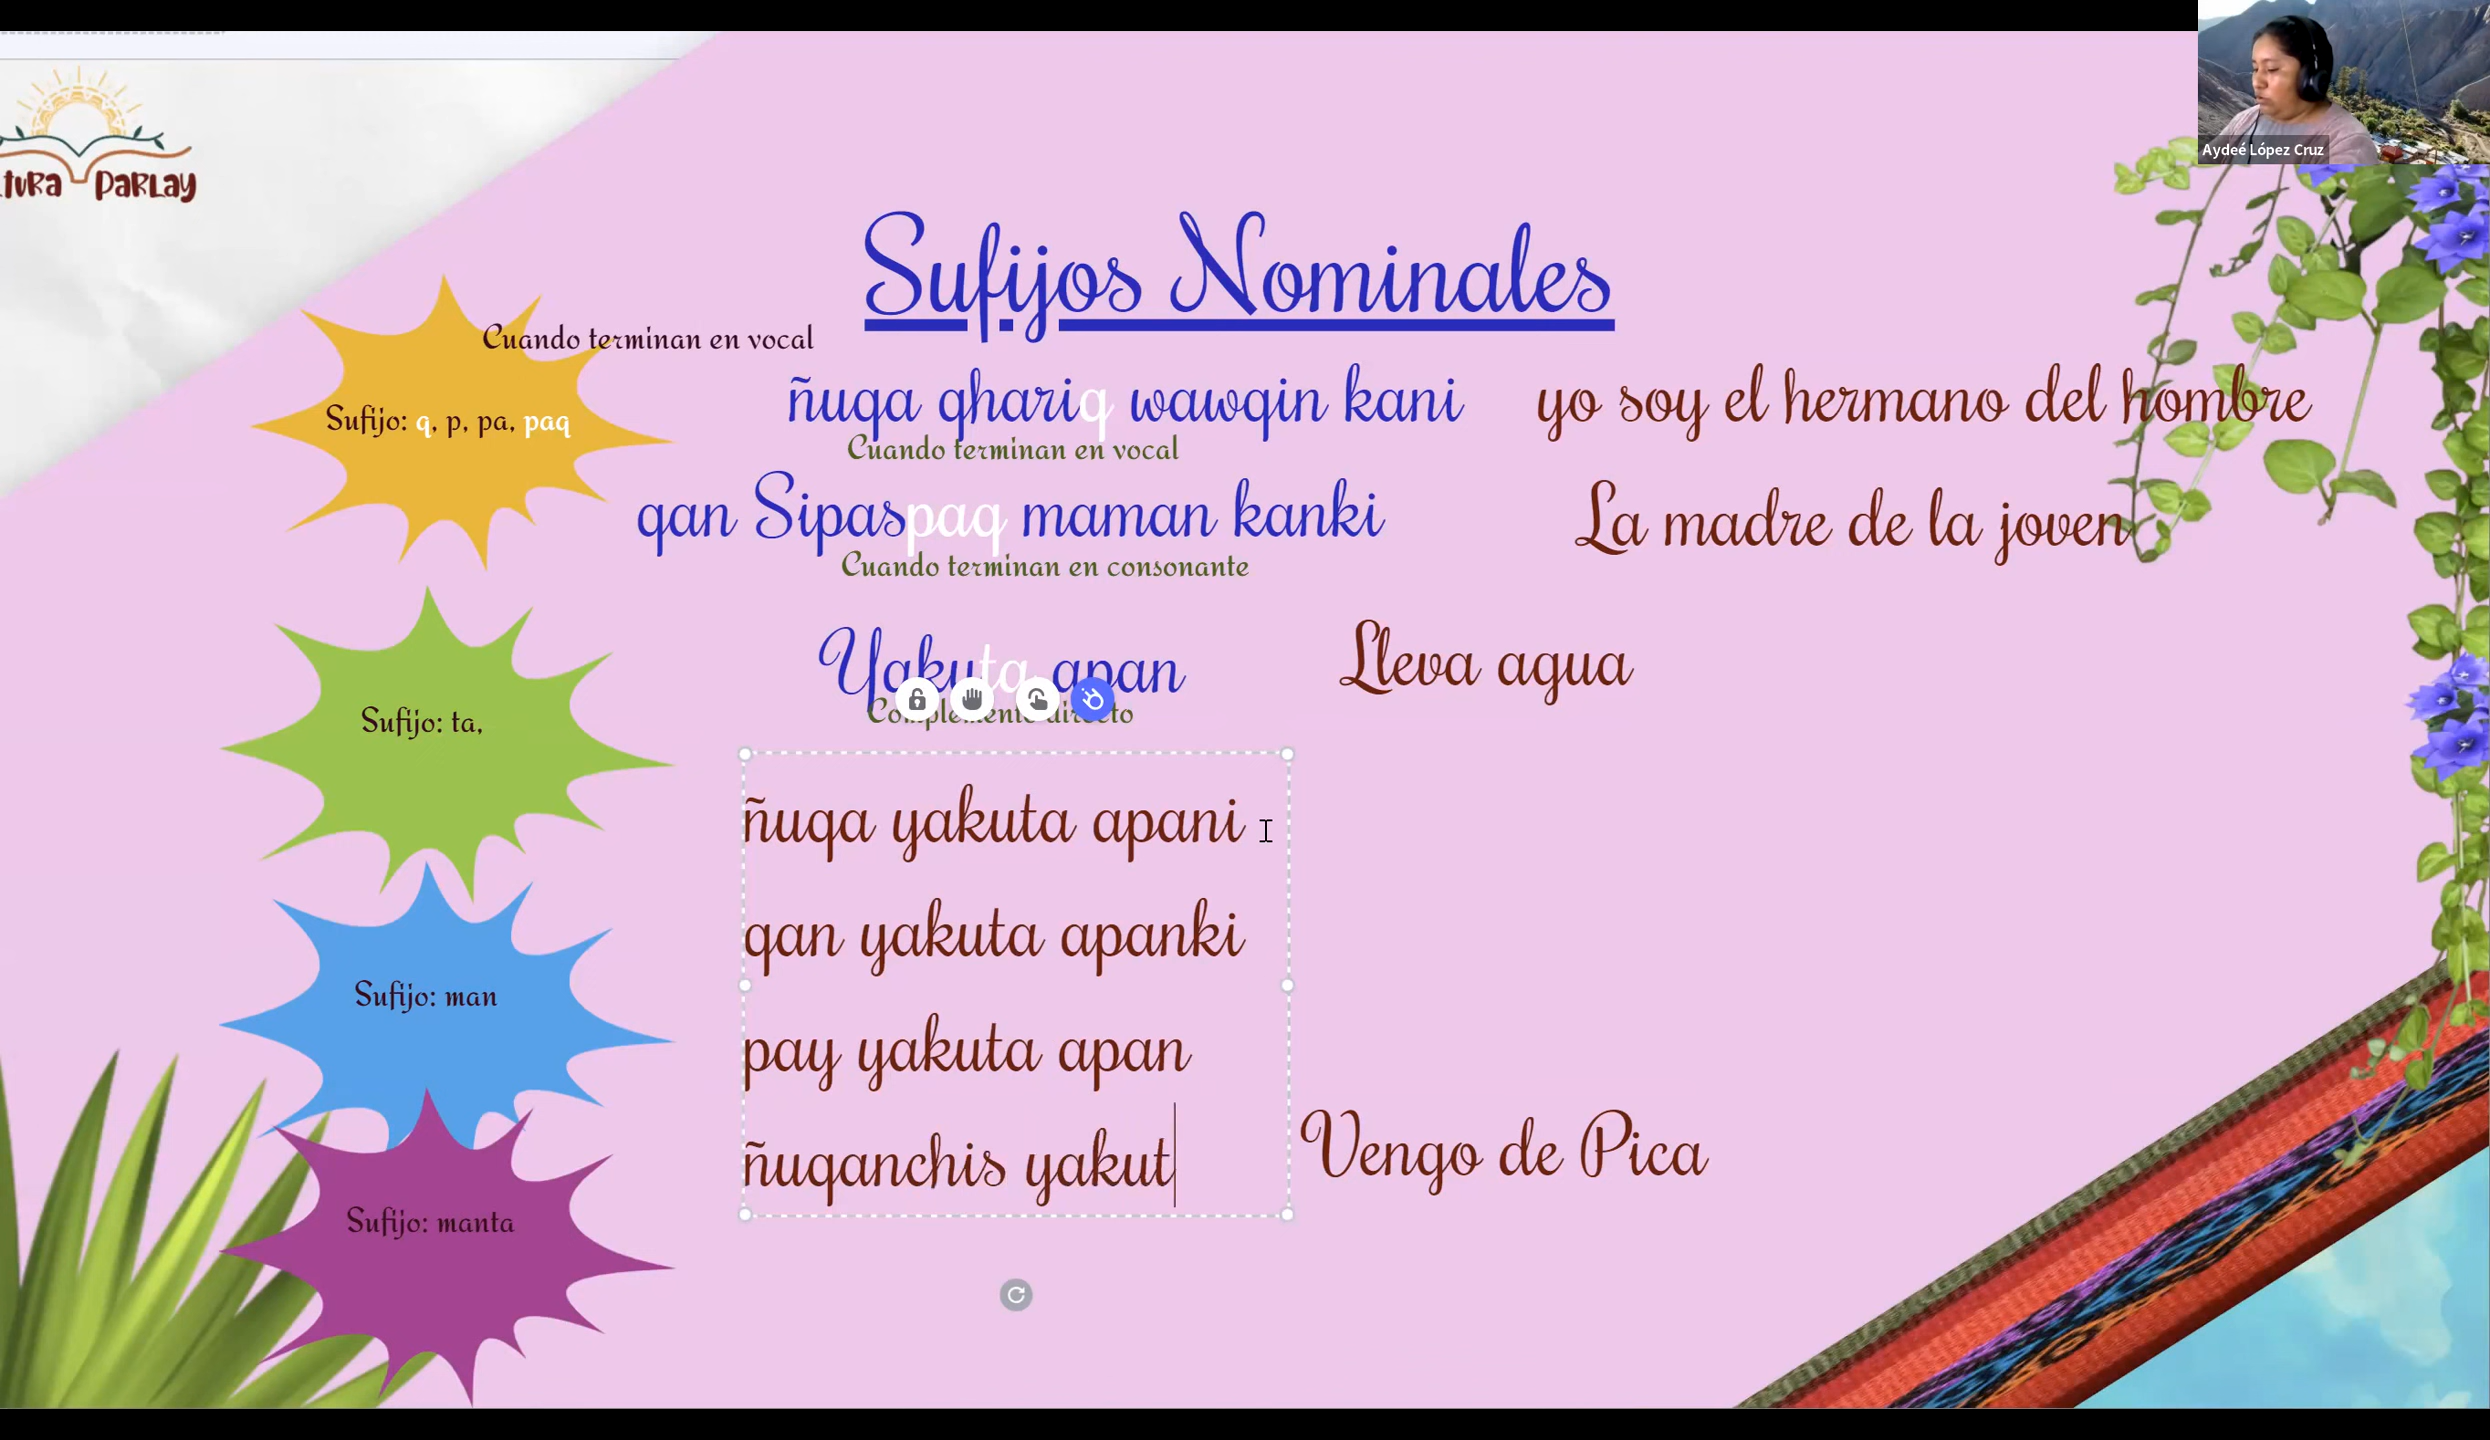 PARLAY
Aydeé López Cruz
Sufijos Nominales
Cuando terminan en vocal
Sufijo: q, p, pa, paq
ñuqa qhariq wawqin kani yo soy el hermano del hombre
Cuando terminan en vocal
qan Sipaspaq maman kanki La madre de la joven
Cuando terminan en consonante
Yakuta apan Lleva agua
Complemento directo
Sufijo: ta,
ñuqa yakuta apani
qan yakuta apanki
Sufijo: man
pay yakuta apan
ñuqanchis yakut Vengo de Pica
Sufijo: manta